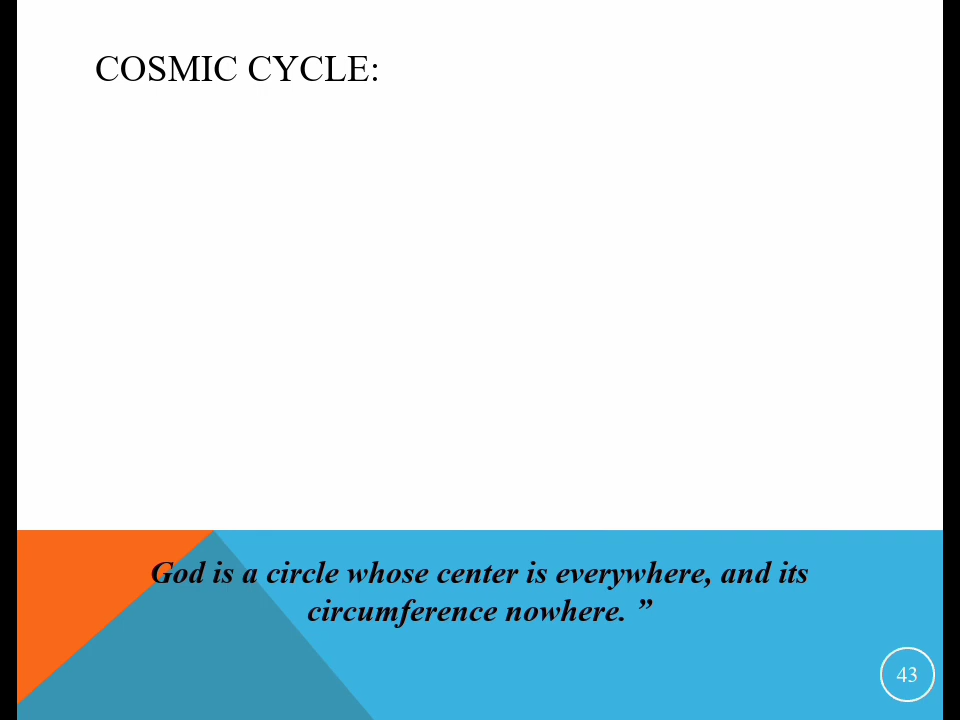 COSMIC CYCLE:
God is a circle whose center is everywhere, and its
circumference nowhere. ”
43